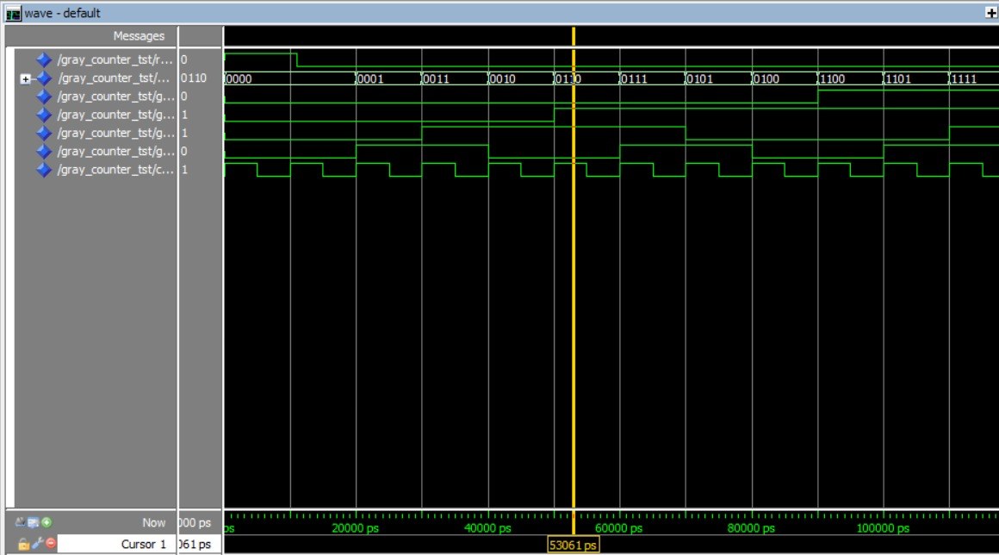 wave - default
Messages
/gray_counter_tst/r... 0
/gray_counter_tst/... 0110 0000 0001 0011 0010 0110 0111 0101 0100 1100 1101 1111
/gray_counter_tst/g... 0
/gray_counter_tst/g... 1
/gray_counter_tst/g... 1
/gray_counter_tst/g... 0
/gray_counter_tst/c... 1
Now 000 ps ps 20000 ps 40000 ps 60000 ps 80000 ps 100000 ps
Cursor 1 061 ps 53061 ps